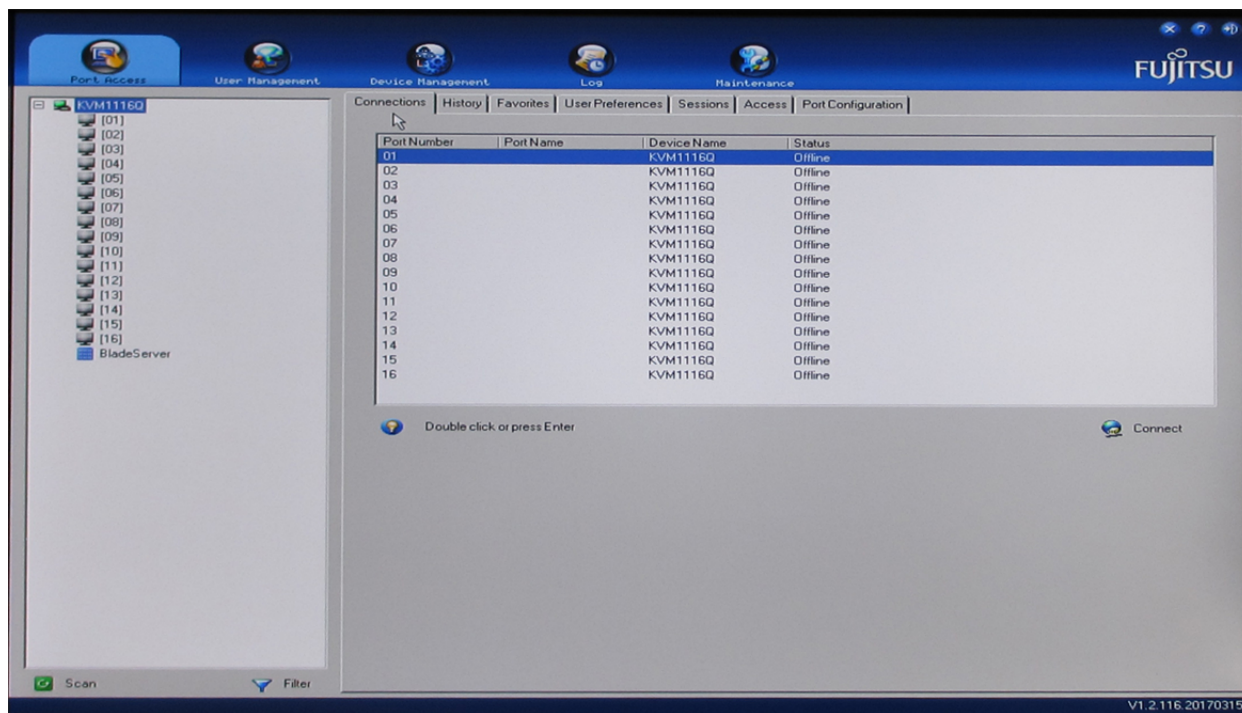 FUJITSU
Port Access User Management Device Management Log Maintenance
KVM1116Q
[01]
[02]
[03]
[04]
[05]
[06]
[07]
[08]
[09]
[10]
[11]
[12]
[13]
[14]
[15]
[16]
BladeServer
Scan Filter
Connections History Favorites User Preferences Sessions Access Port Configuration
Port Number Port Name Device Name Status
01 KVM1116Q Offline
02 KVM1116Q Offline
03 KVM1116Q Offline
04 KVM1116Q Offline
05 KVM1116Q Offline
06 KVM1116Q Offline
07 KVM1116Q Offline
08 KVM1116Q Offline
09 KVM1116Q Offline
10 KVM1116Q Offline
11 KVM1116Q Offline
12 KVM1116Q Offline
13 KVM1116Q Offline
14 KVM1116Q Offline
15 KVM1116Q Offline
16 KVM1116Q Offline
Double click or press Enter Connect
V1.2.116.20170315